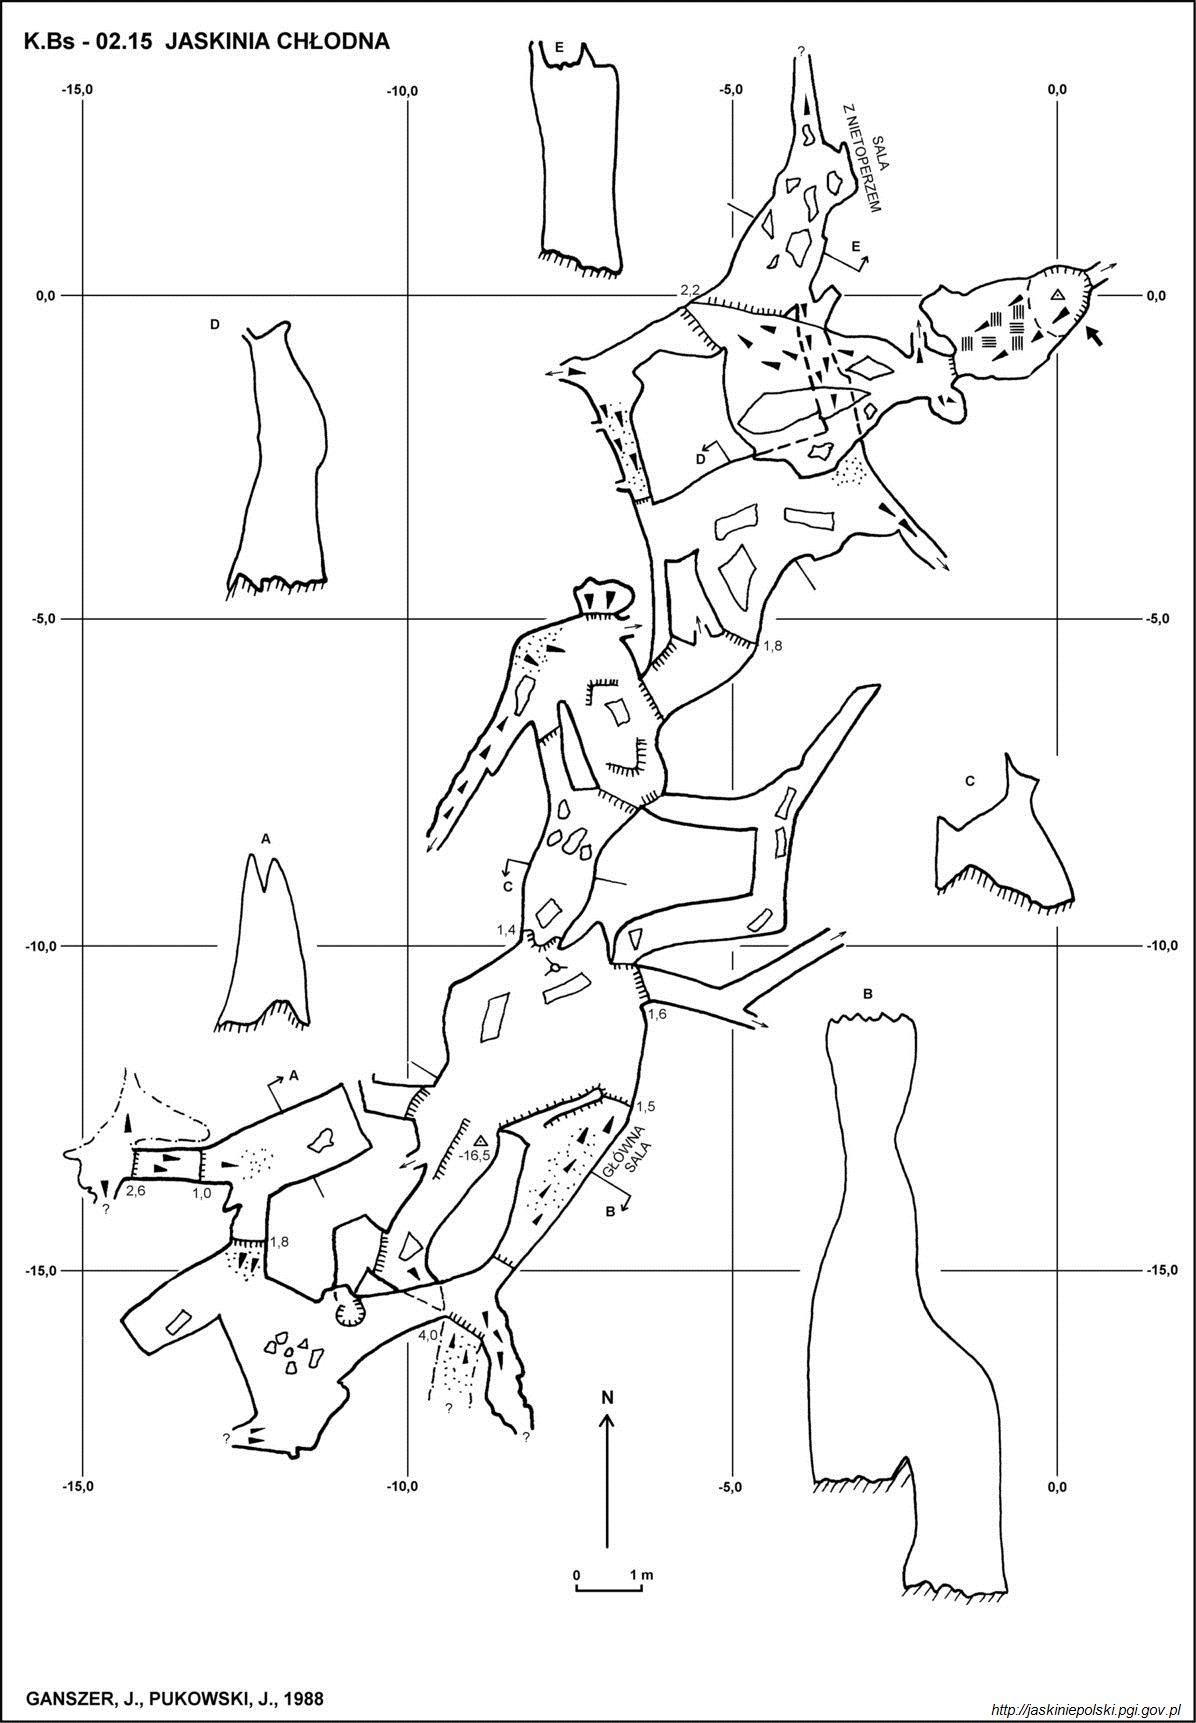 K.Bs - 02.15 JASKINIA CHŁODNA
E
?
-15,0
-10,0
-5,0
0,0
SALA
Z NIETOPERZEM
E
2,2
0,0
0,0
D
D
-5,0
-5,0
1,8
C
A
C
1,4
-10,0
-10,0
B
1,6
A
1,5
GŁÓWNA
SALA
-16,5
2,6
1,0
?
B
1,8
-15,0
-15,0
4,0
?
?
?
N
-15,0
-10,0
-5,0
0,0
0
1 m
GANSZER, J., PUKOWSKI, J., 1988
http://jaskiniepolski.pgi.gov.pl